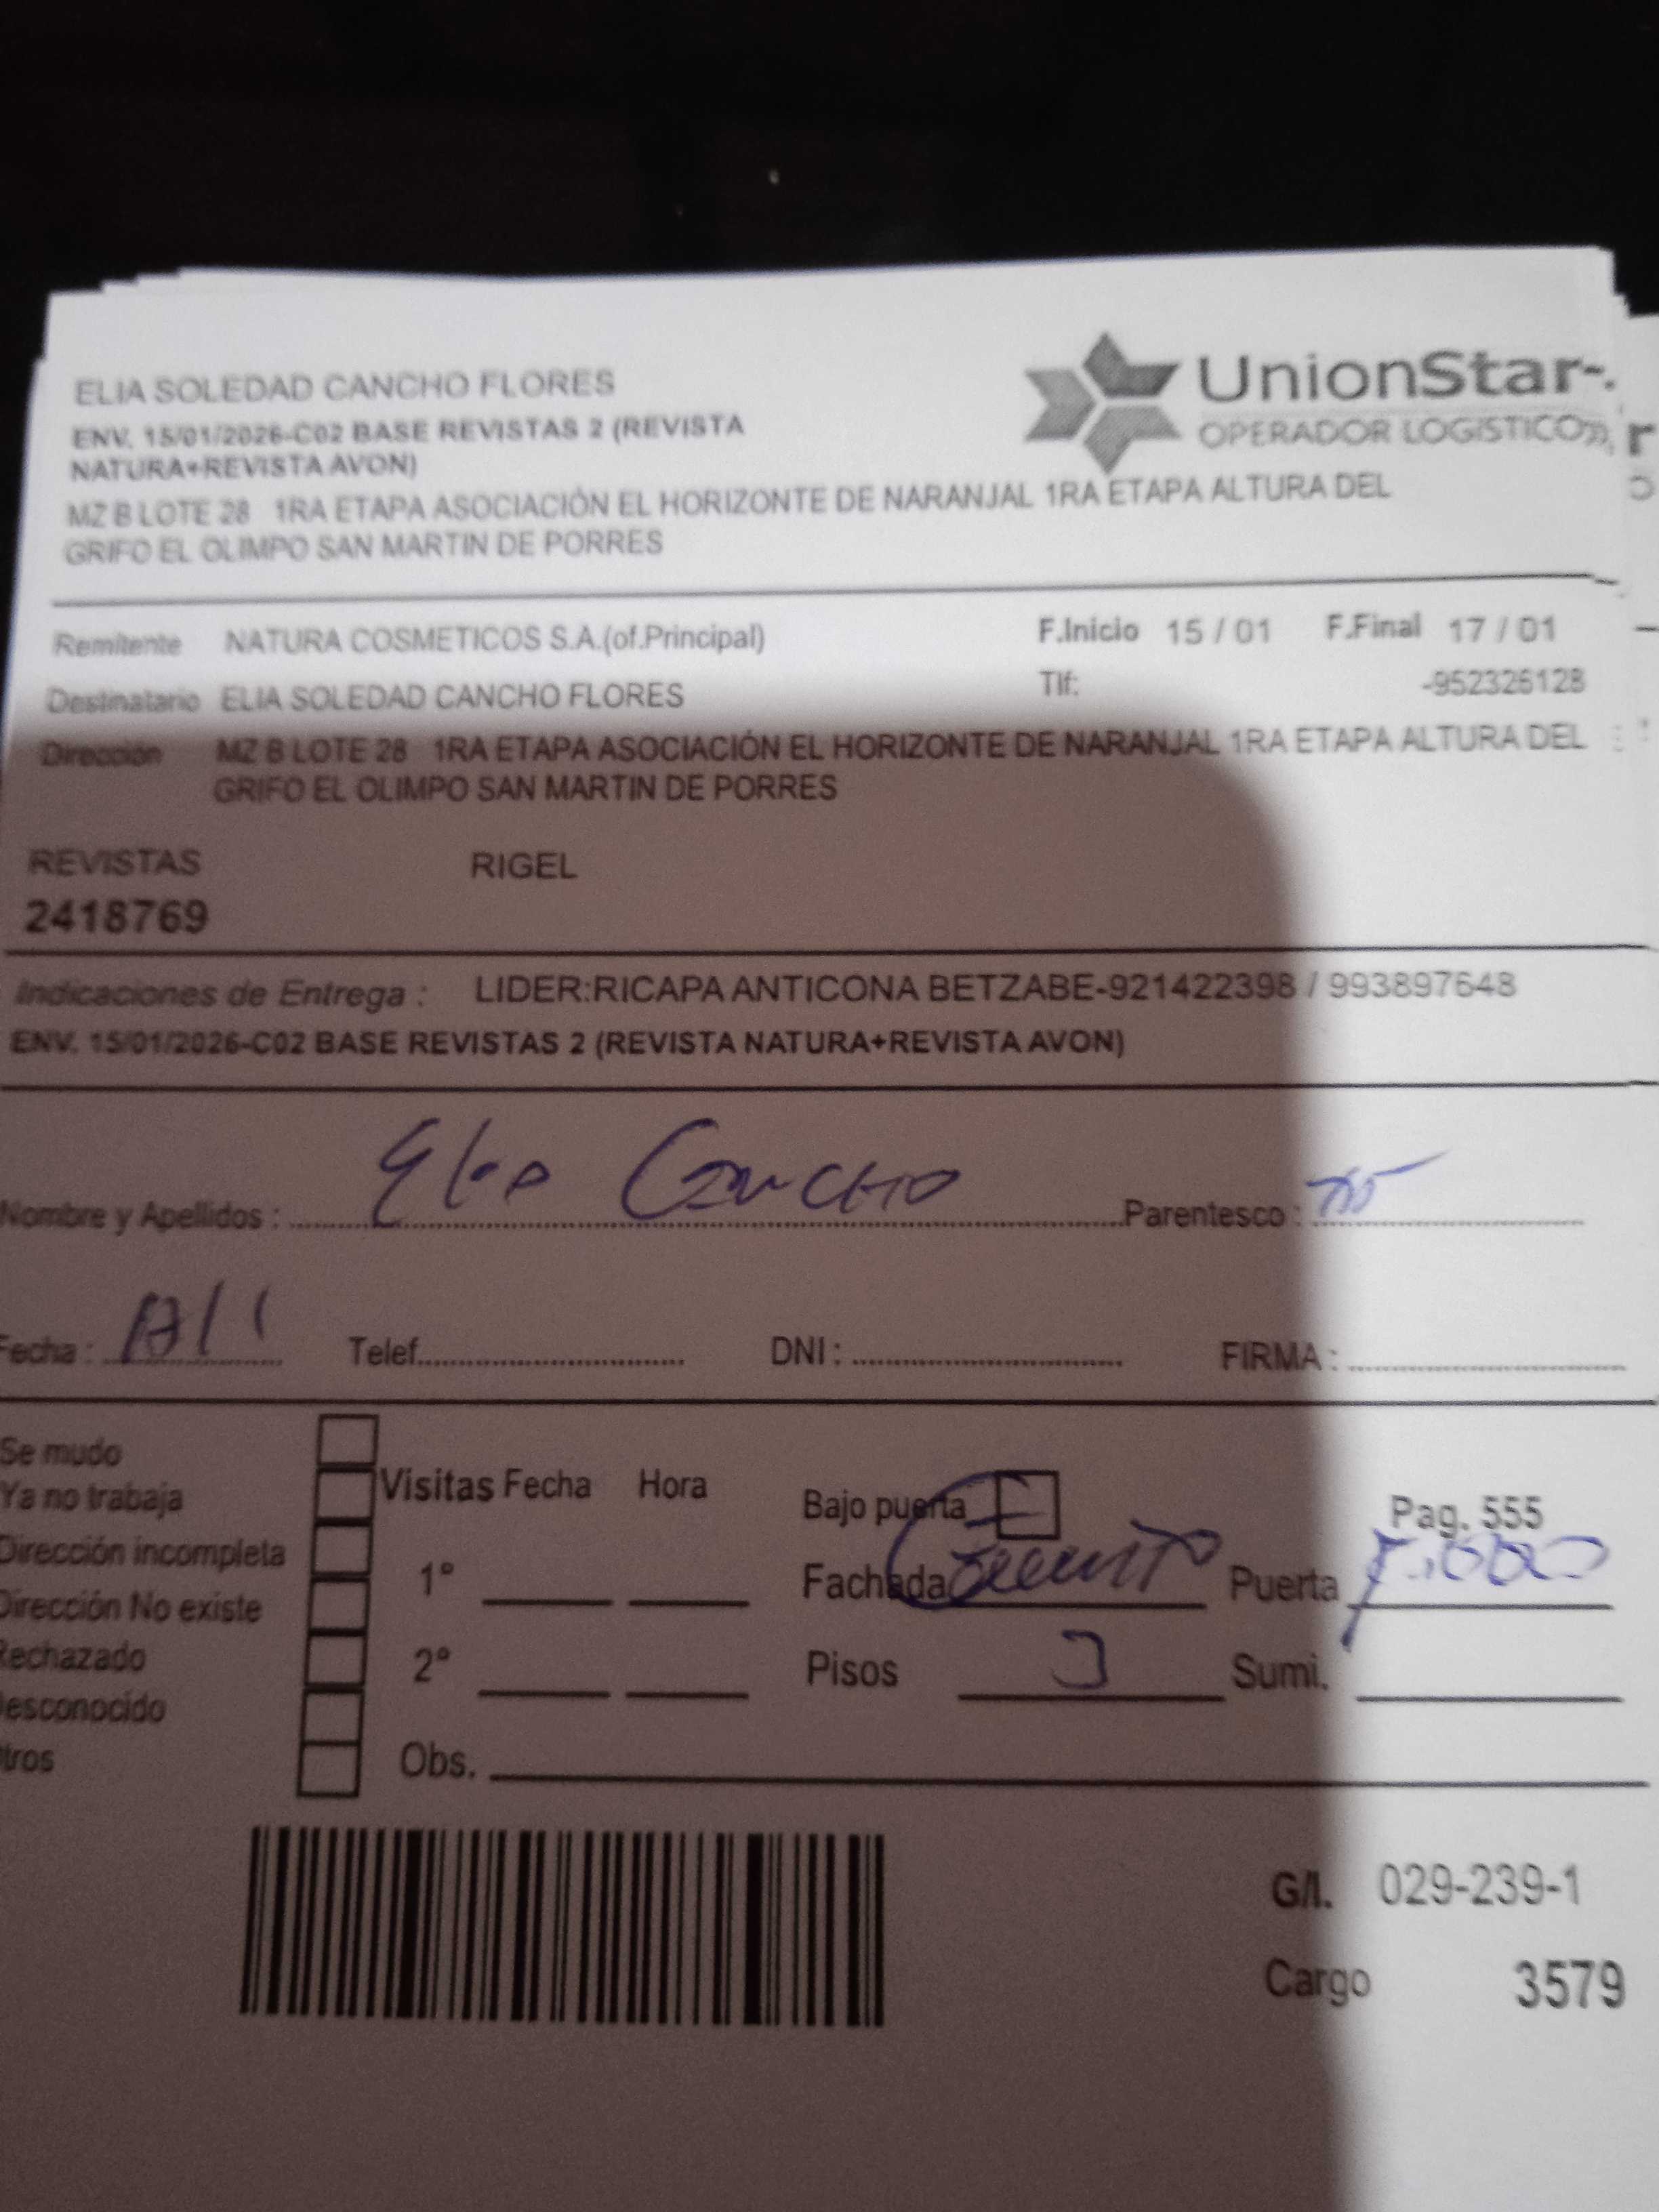 ELIA SOLEDAD CANCHO FLORES
UnionStar
ENV. 15/01/2026-C02 BASE REVISTAS 2 (REVISTA
OPERADOR LOGÍSTICO
NATURA+REVISTA AVON)
MZ B LOTE 28 1RA ETAPA ASOCIACIÓN EL HORIZONTE DE NARANJAL 1RA ETAPA ALTURA DEL
GRIFO EL OLIMPO SAN MARTIN DE PORRES
Remitente NATURA COSMETICOS S.A.(of.Principal) F.Inicio 15 / 01 F.Final 17 / 01
Destinatario ELIA SOLEDAD CANCHO FLORES Tlf: -952326128
Dirección MZ B LOTE 28 1RA ETAPA ASOCIACIÓN EL HORIZONTE DE NARANJAL 1RA ETAPA ALTURA DEL
GRIFO EL OLIMPO SAN MARTIN DE PORRES
REVISTAS RIGEL
2418769
Indicaciones de Entrega : LIDER:RICAPA ANTICONA BETZABE-921422398 / 993897648
ENV. 15/01/2026-C02 BASE REVISTAS 2 (REVISTA NATURA+REVISTA AVON)
Nombre y Apellidos : Elia Cancho Parentesco :
Fecha : Telef. DNI : FIRMA :
Se mudo
Ya no trabaja Visitas Fecha Hora Bajo puerta Pag. 555
Dirección incompleta 1° Fachada Puerta
Dirección No existe
Rechazado 2° Pisos Sumi.
esconocido
tros Obs.
G/I. 029-239-1
Cargo 3579